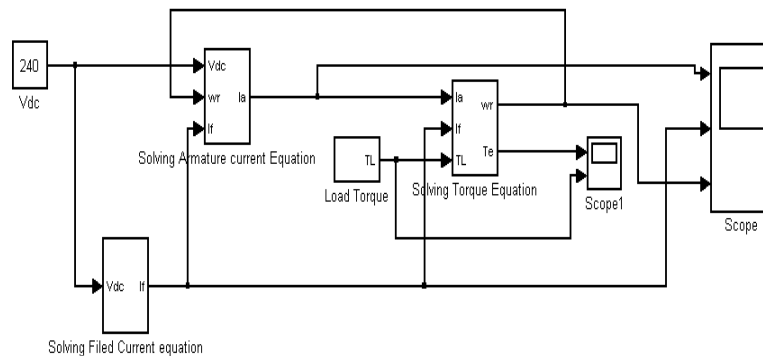 240
Vdc
Vdc
wr
If
Ia
Solving Armature current Equation
TL
Load Torque
Ia
If
TL
wr
Te
Solving Torque Equation
Scope1
Scope
Vdc
If
Solving Filed Current equation